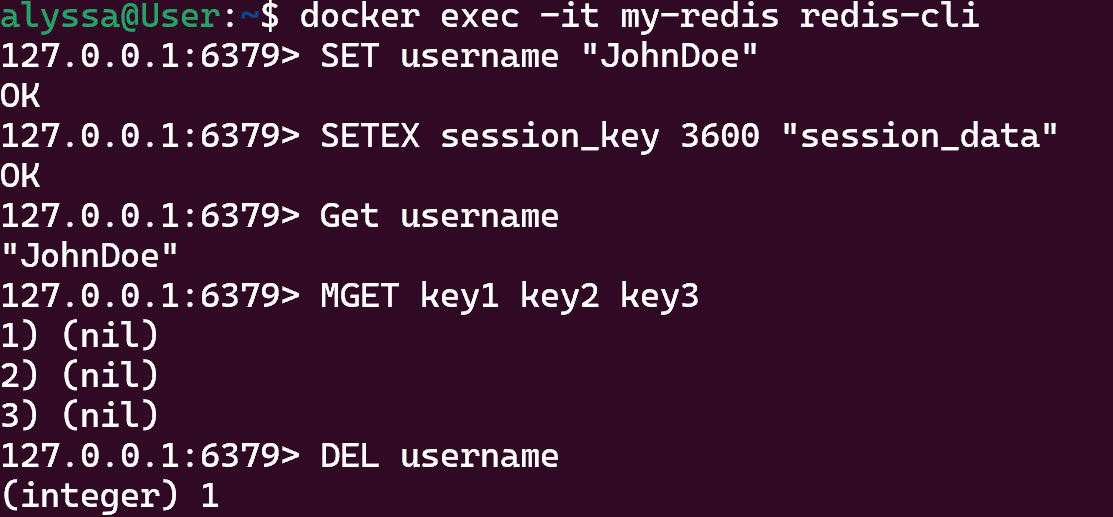 alyssa@User:~$ docker exec -it my-redis redis-cli
127.0.0.1:6379> SET username "JohnDoe"
OK
127.0.0.1:6379> SETEX session_key 3600 "session_data"
OK
127.0.0.1:6379> Get username
"JohnDoe"
127.0.0.1:6379> MGET key1 key2 key3
1) (nil)
2) (nil)
3) (nil)
127.0.0.1:6379> DEL username
(integer) 1